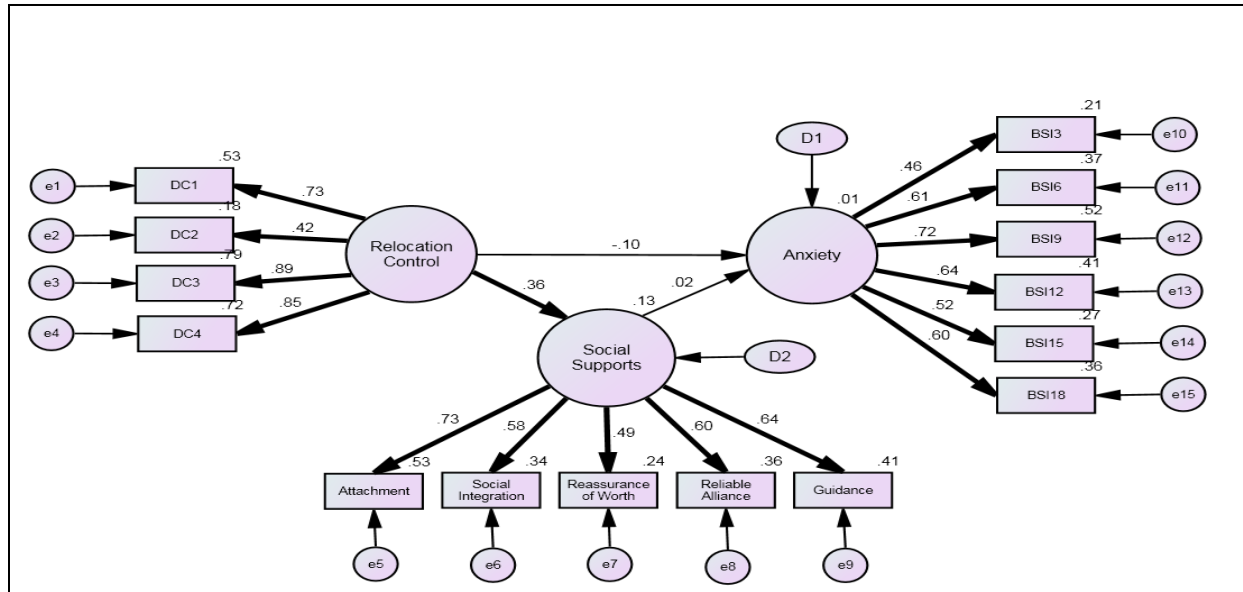 .21
D1
BSI3
e10
.53
.37
.46
e1
DC1
.73
.01
.61
BSI6
e11
.18
.52
e2
DC2
.42
Relocation
Control
-.10
Anxiety
.72
BSI9
e12
.79
.41
e3
DC3
.89
.02
.64
BSI12
e13
.36
.72
.85
.13
.52
.27
e4
DC4
Social
Supports
D2
.60
BSI15
e14
.36
BSI18
e15
.73
.58
.49
.60
.64
.53
.34
.24
.36
.41
Attachment
Social
Integration
Reassurance
of Worth
Reliable
Alliance
Guidance
e5
e6
e7
e8
e9